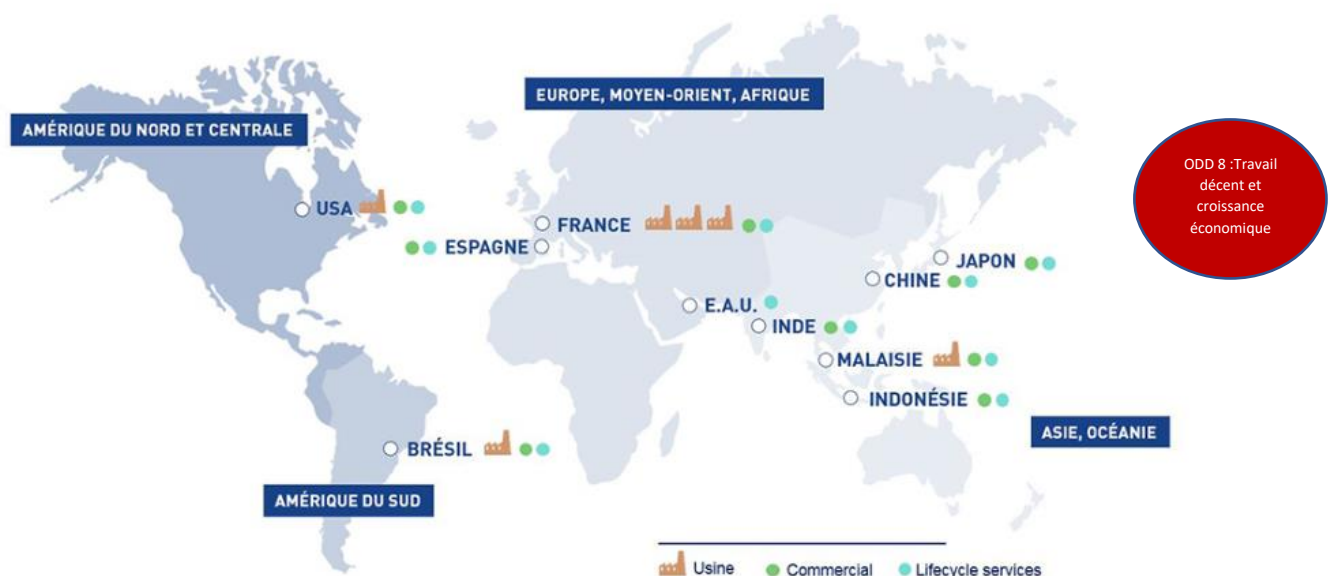 EUROPE, MOYEN-ORIENT, AFRIQUE
AMÉRIQUE DU NORD ET CENTRALE
ODD 8 :Travail
décent et
croissance
économique
USA
FRANCE
ESPAGNE
JAPON
CHINE
E.A.U.
INDE
MALAISIE
INDONÉSIE
ASIE, OCÉANIE
BRÉSIL
AMÉRIQUE DU SUD
Usine
Commercial
Lifecycle services